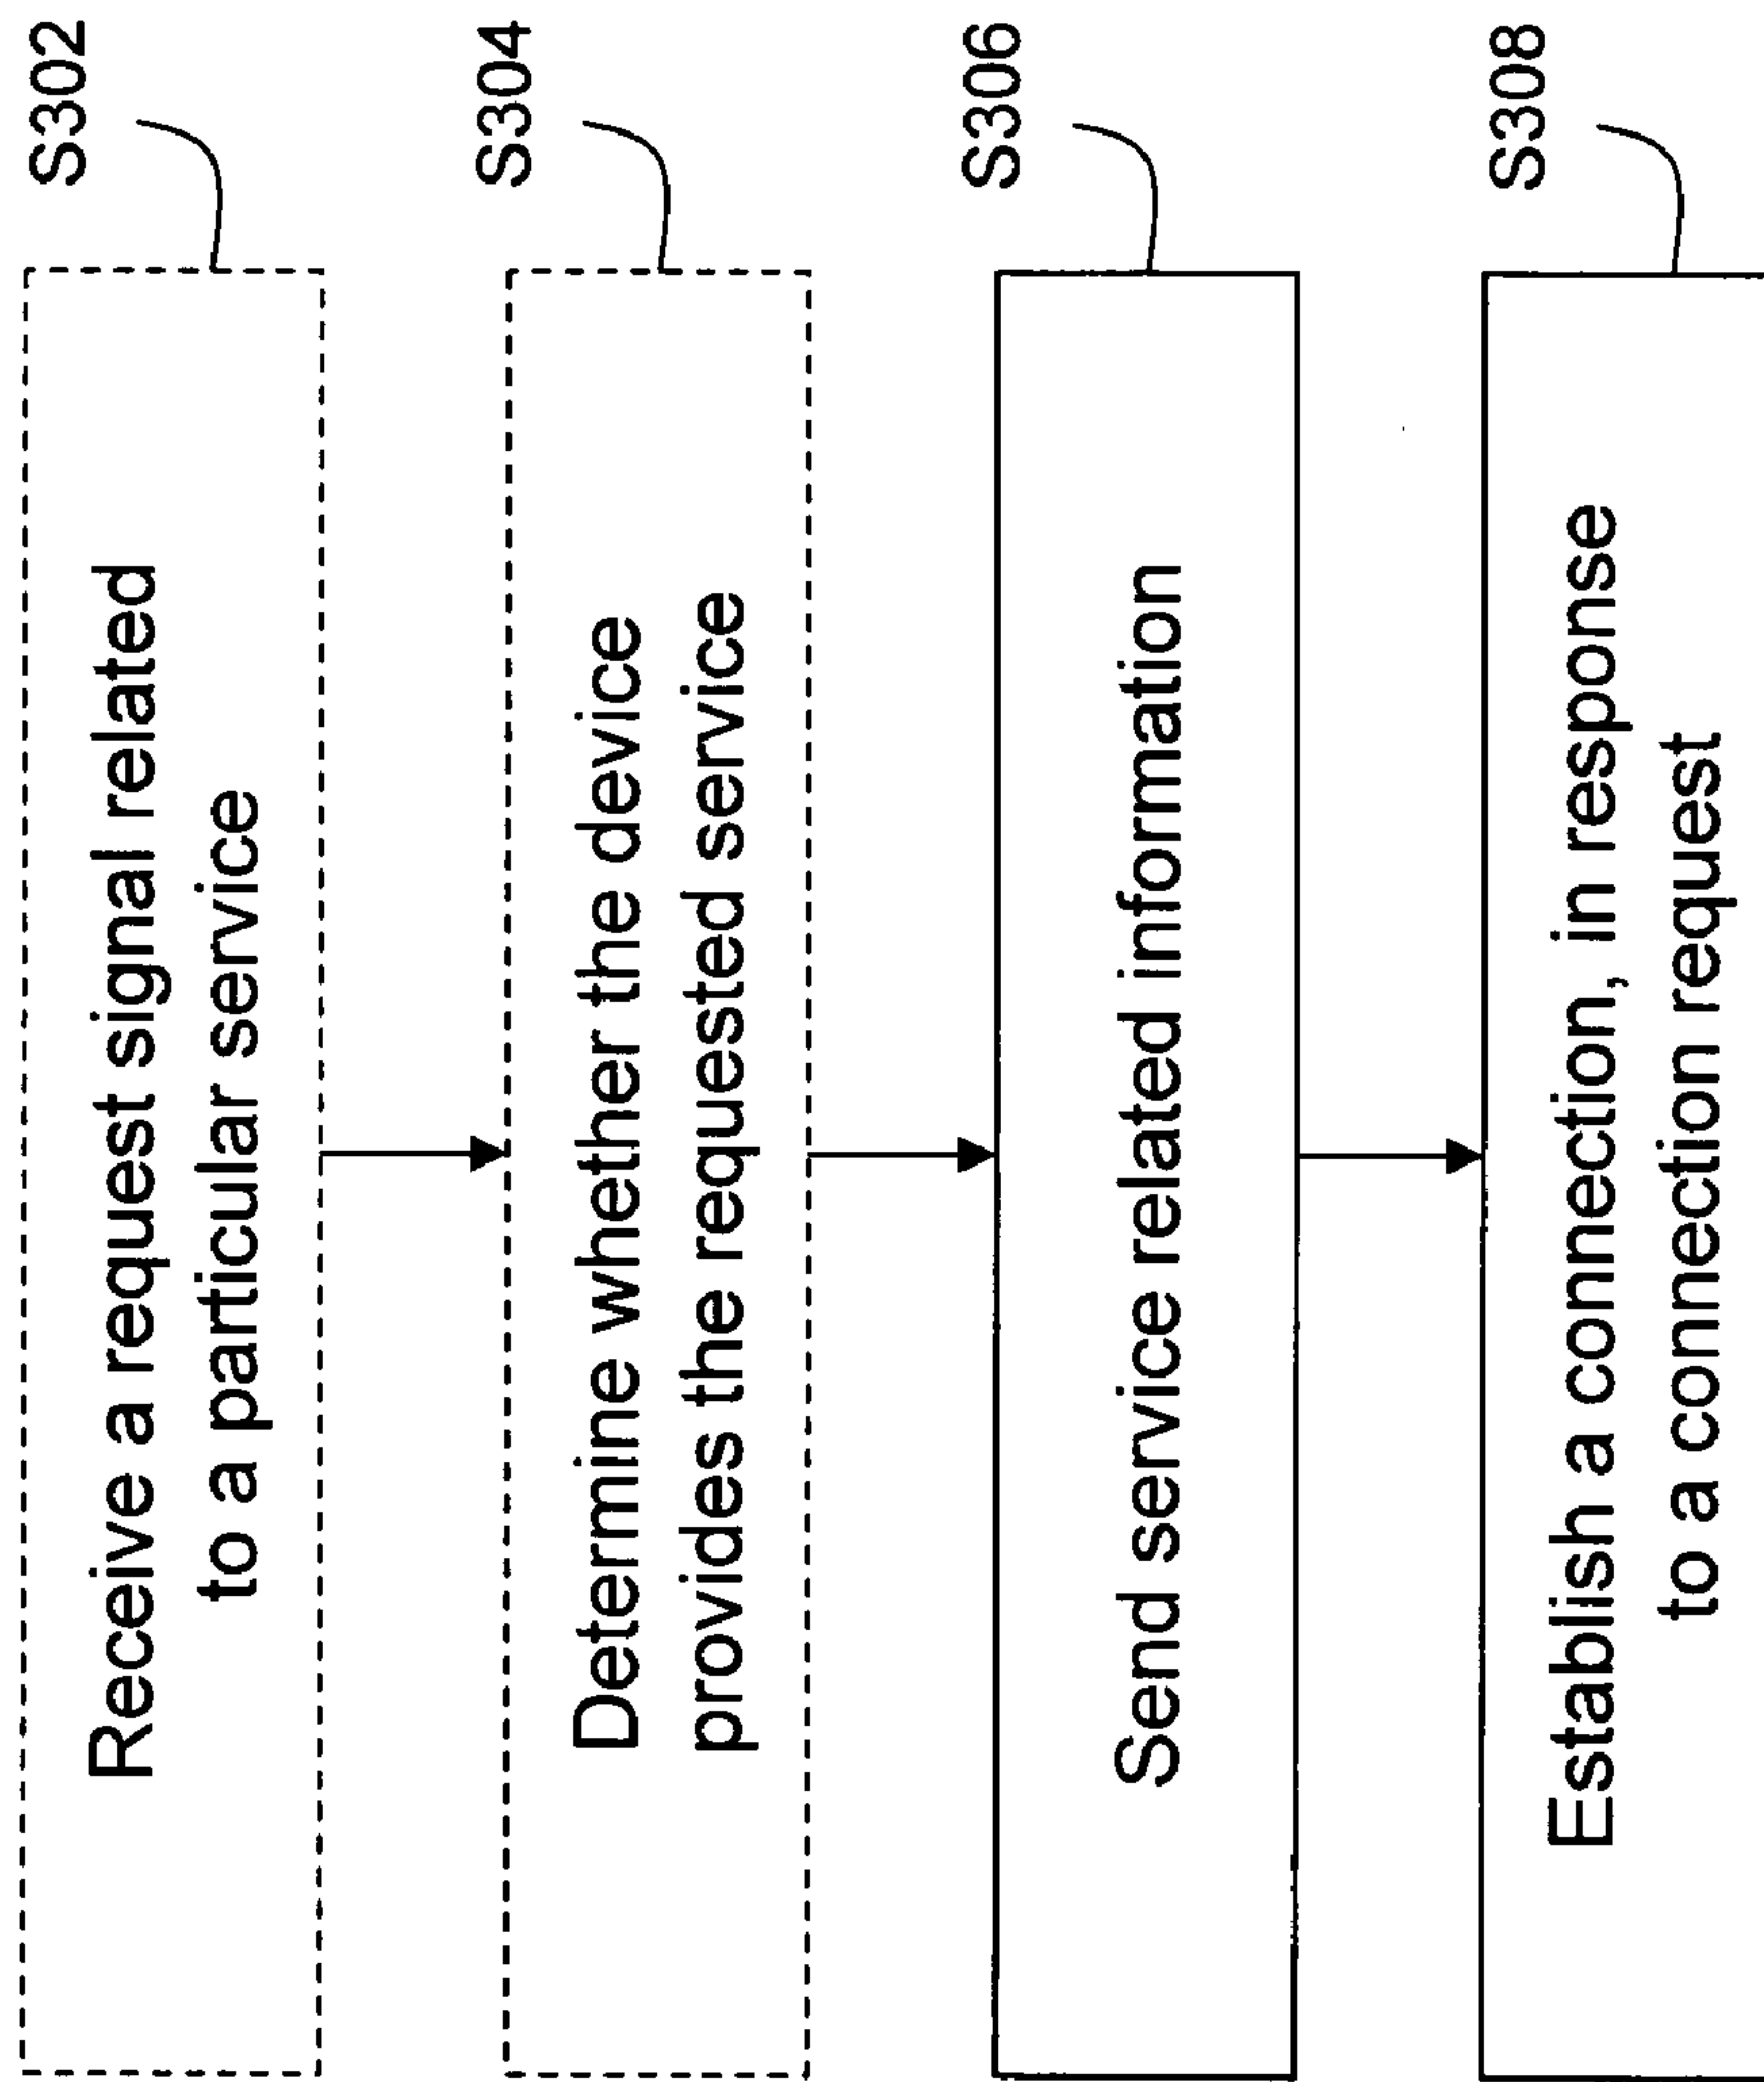 Receive a request signal related
to a particular service
S302
Determine whether the device
provides the requested service
S304
Send service related information
S306
Establish a connection, in response
to a connection request
S308